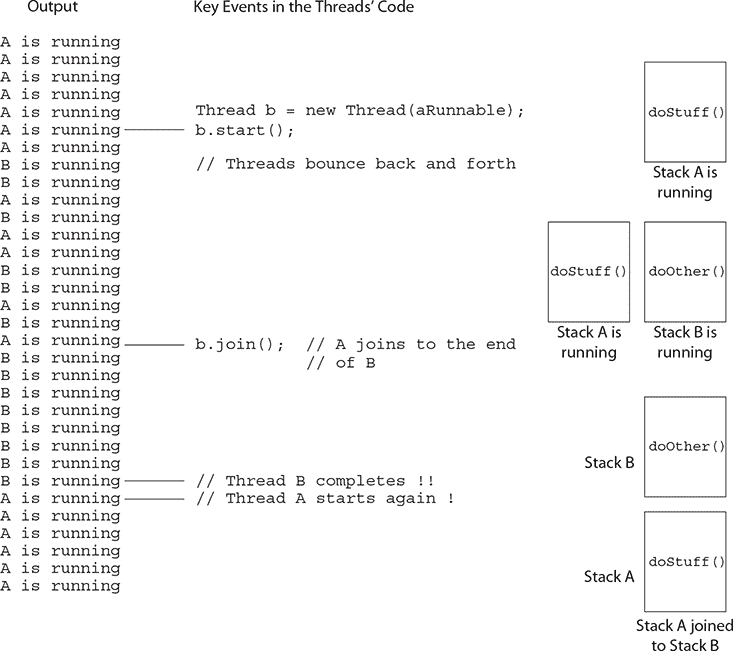 Output
A is running
A is running
A is running
A is running
A is running
A is running
A is running
B is running
B is running
A is running
B is running
A is running
A is running
B is running
B is running
A is running
B is running
A is running
B is running
B is running
B is running
B is running
B is running
B is running
B is running
B is running
A is running
A is running
A is running
A is running
A is running
A is running
Key Events in the Threads’ Code
Thread b = new Thread(aRunnable);
b.start();
// Threads bounce back and forth
b.join(); // A joins to the end
// of B
// Thread B completes !!
// Thread A starts again !
doStuff()
Stack A is
running
doStuff()
Stack A is
running
doOther()
Stack B is
running
Stack B
doOther()
Stack A
doStuff()
Stack A joined
to Stack B